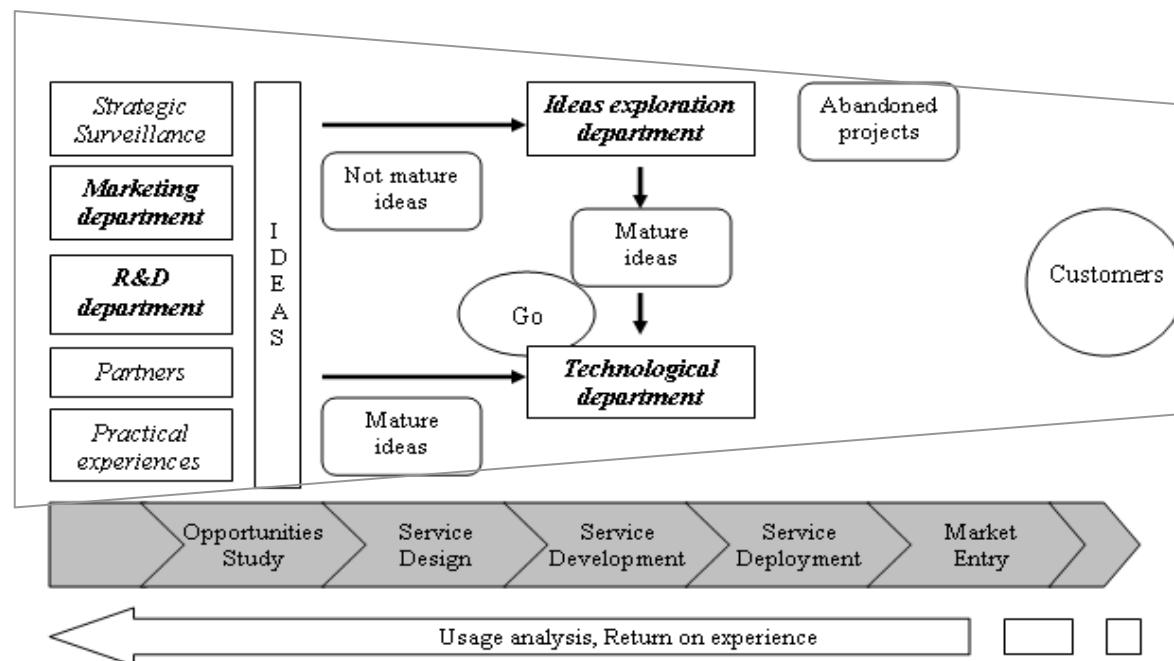 Strategic
Surveillance
Marketing
department
R&D
department
Partners
Practical
experiences
I
D
E
A
S
Not mature
ideas
Mature
ideas
Ideas exploration
department
Mature
ideas
Go
Technological
department
Abandoned
projects
Customers
Opportunities
Study
Service
Design
Service
Development
Service
Deployment
Market
Entry
Usage analysis, Return on experience